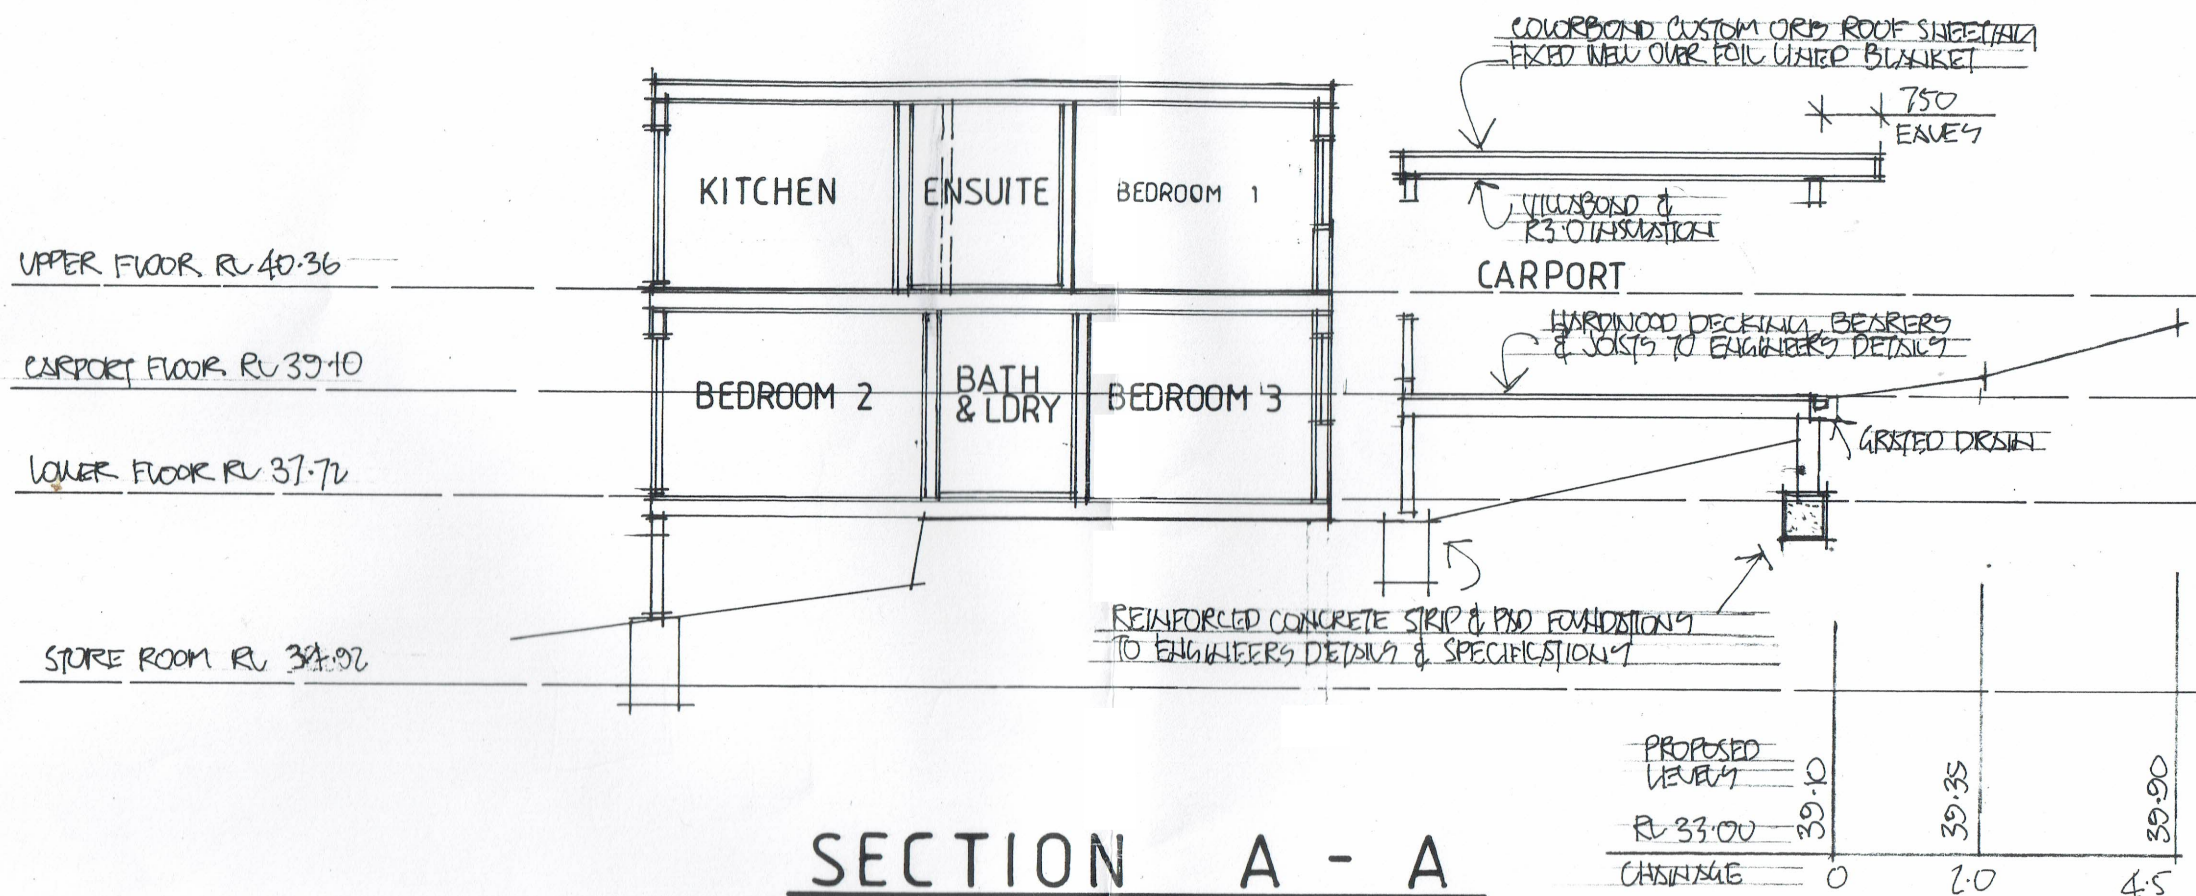 COLORBOND CUSTOM ORB ROOF SHEETING
FIXED WELL OVER FOIL LINED BLANKET
750
EAVES
KITCHEN
ENSUITE
BEDROOM 1
VILLABOARD &
R3.0 INSULATION
UPPER FLOOR RL 40.36
CARPORT
HARDWOOD DECKING, BEARERS
& JOISTS TO ENGINEERS DETAILS
CARPORT FLOOR RL 39.10
BEDROOM 2
BATH
& LDRY
BEDROOM 3
GRATED DRAIN
LOWER FLOOR RL 37.72
REINFORCED CONCRETE STRIP & PAD FOUNDATIONS
TO ENGINEERS DETAILS & SPECIFICATIONS
STORE ROOM RL
PROPOSED
LEVELS
39.10
39.35
39.90
RL 33.00
CHAINAGE
0
2.0
4.5
SECTION A - A